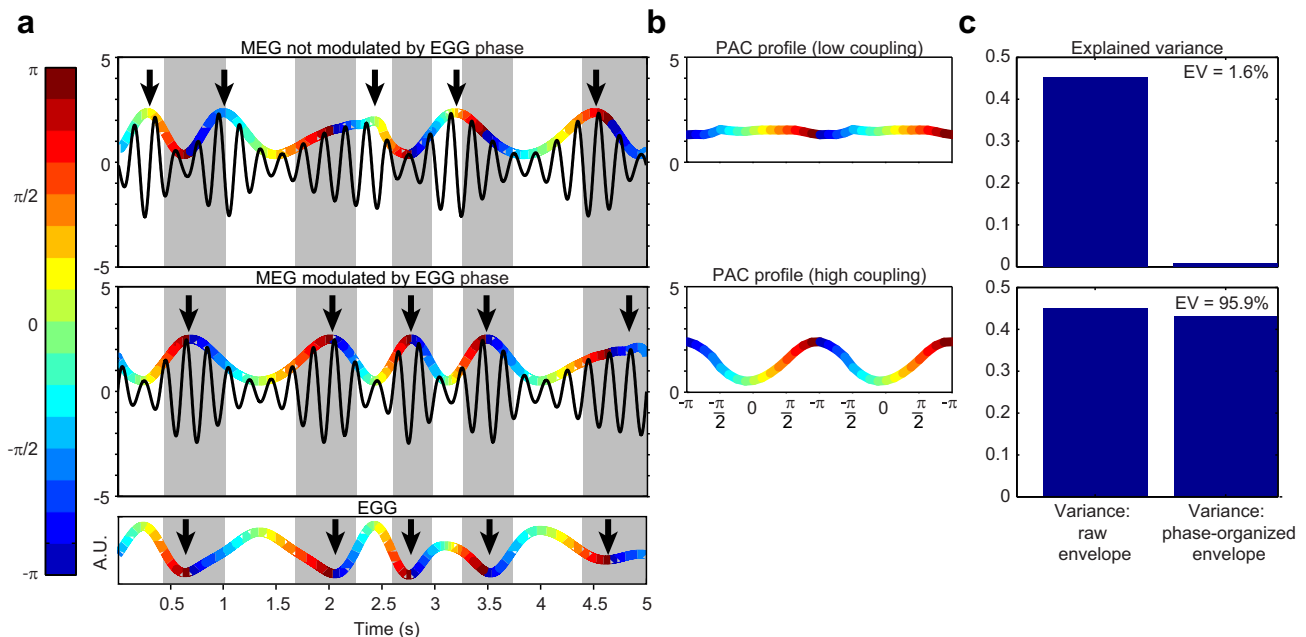 a
b
c
MEG not modulated by EGG phase
PAC profile (low coupling)
Explained variance
π
π/2
0
-π/2
-π
5
0
-5
5
0
0.5
0.4
0.3
0.2
0.1
0
EV = 1.6%
MEG modulated by EGG phase
PAC profile (high coupling)
5
0
-5
5
0
-π
-π/2
0
π/2
-π
-π/2
0
π/2
-π
0.5
0.4
0.3
0.2
0.1
0
EV = 95.9%
Variance:
raw
envelope
Variance:
phase-organized
envelope
EGG
A.U.
0.5 1 1.5 2 2.5 3 3.5 4 4.5 5
Time (s)